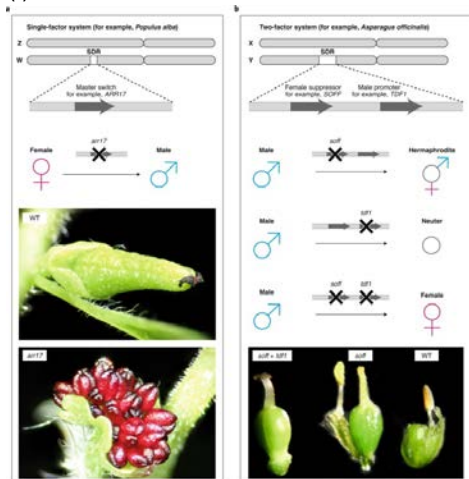 a
Single-factor system (for example, Populus alba)
Z
W
SDR
Master switch
for example, ARR17
Female
arr17
Male
WT
arr17
b
Two-factor system (for example, Asparagus officinalis)
X
Y
SDR
Female suppressor
for example, SOFF
Male promoter
for example, TDF1
Male
soff
Hermaphrodite
Male
tdf1
Neuter
Male
soff
tdf1
Female
soff + tdf1
soff
WT